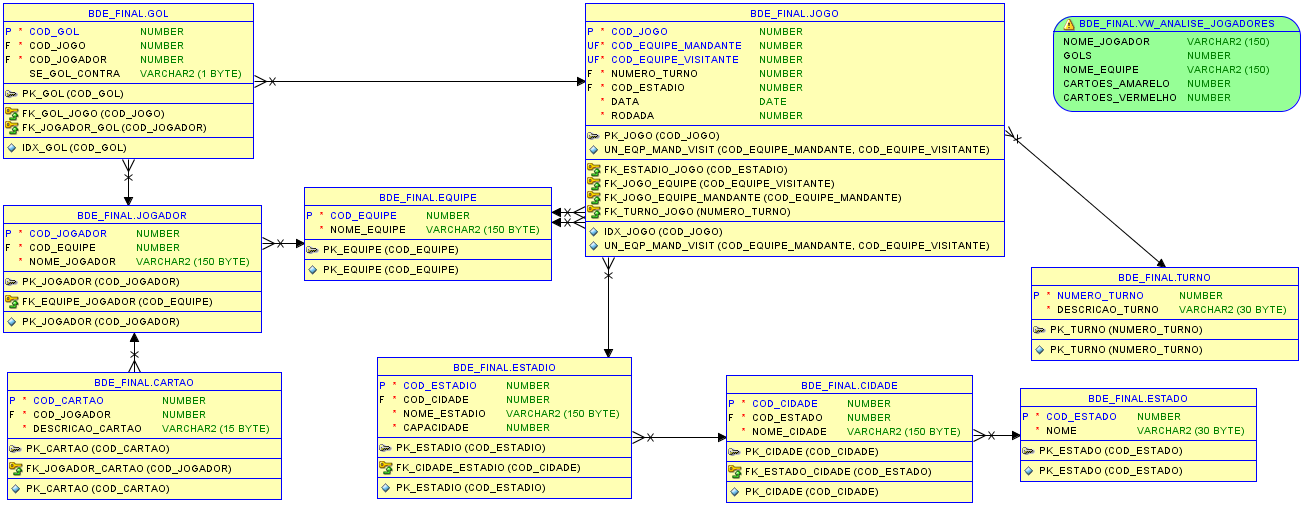 BDE_FINAL.GOL
P * COD_GOL NUMBER
F * COD_JOGO NUMBER
F * COD_JOGADOR NUMBER
SE_GOL_CONTRA VARCHAR2 (1 BYTE)
PK_GOL (COD_GOL)
FK_GOL_JOGO (COD_JOGO)
FK_JOGADOR_GOL (COD_JOGADOR)
IDX_GOL (COD_GOL)
BDE_FINAL.JOGO
P * COD_JOGO NUMBER
UF* COD_EQUIPE_MANDANTE NUMBER
UF* COD_EQUIPE_VISITANTE NUMBER
F * NUMERO_TURNO NUMBER
F * COD_ESTADIO NUMBER
* DATA DATE
* RODADA NUMBER
PK_JOGO (COD_JOGO)
UN_EQP_MAND_VISIT (COD_EQUIPE_MANDANTE, COD_EQUIPE_VISITANTE)
FK_ESTADIO_JOGO (COD_ESTADIO)
FK_JOGO_EQUIPE (COD_EQUIPE_VISITANTE)
FK_JOGO_EQUIPE_MANDANTE (COD_EQUIPE_MANDANTE)
FK_TURNO_JOGO (NUMERO_TURNO)
IDX_JOGO (COD_JOGO)
UN_EQP_MAND_VISIT (COD_EQUIPE_MANDANTE, COD_EQUIPE_VISITANTE)
BDE_FINAL.VW_ANALISE_JOGADORES
NOME_JOGADOR VARCHAR2 (150)
GOLS NUMBER
NOME_EQUIPE VARCHAR2 (150)
CARTOES_AMARELO NUMBER
CARTOES_VERMELHO NUMBER
BDE_FINAL.JOGADOR
P * COD_JOGADOR NUMBER
F * COD_EQUIPE NUMBER
* NOME_JOGADOR VARCHAR2 (150 BYTE)
PK_JOGADOR (COD_JOGADOR)
FK_EQUIPE_JOGADOR (COD_EQUIPE)
PK_JOGADOR (COD_JOGADOR)
BDE_FINAL.EQUIPE
P * COD_EQUIPE NUMBER
* NOME_EQUIPE VARCHAR2 (150 BYTE)
PK_EQUIPE (COD_EQUIPE)
PK_EQUIPE (COD_EQUIPE)
BDE_FINAL.TURNO
P * NUMERO_TURNO NUMBER
* DESCRICAO_TURNO VARCHAR2 (30 BYTE)
PK_TURNO (NUMERO_TURNO)
PK_TURNO (NUMERO_TURNO)
BDE_FINAL.CARTAO
P * COD_CARTAO NUMBER
F * COD_JOGADOR NUMBER
* DESCRICAO_CARTAO VARCHAR2 (15 BYTE)
PK_CARTAO (COD_CARTAO)
FK_JOGADOR_CARTAO (COD_JOGADOR)
PK_CARTAO (COD_CARTAO)
BDE_FINAL.ESTADIO
P * COD_ESTADIO NUMBER
F * COD_CIDADE NUMBER
* NOME_ESTADIO VARCHAR2 (150 BYTE)
* CAPACIDADE NUMBER
PK_ESTADIO (COD_ESTADIO)
FK_CIDADE_ESTADIO (COD_CIDADE)
PK_ESTADIO (COD_ESTADIO)
BDE_FINAL.CIDADE
P * COD_CIDADE NUMBER
F * COD_ESTADO NUMBER
* NOME_CIDADE VARCHAR2 (150 BYTE)
PK_CIDADE (COD_CIDADE)
FK_ESTADO_CIDADE (COD_ESTADO)
PK_CIDADE (COD_CIDADE)
BDE_FINAL.ESTADO
P * COD_ESTADO NUMBER
* NOME VARCHAR2 (30 BYTE)
PK_ESTADO (COD_ESTADO)
PK_ESTADO (COD_ESTADO)